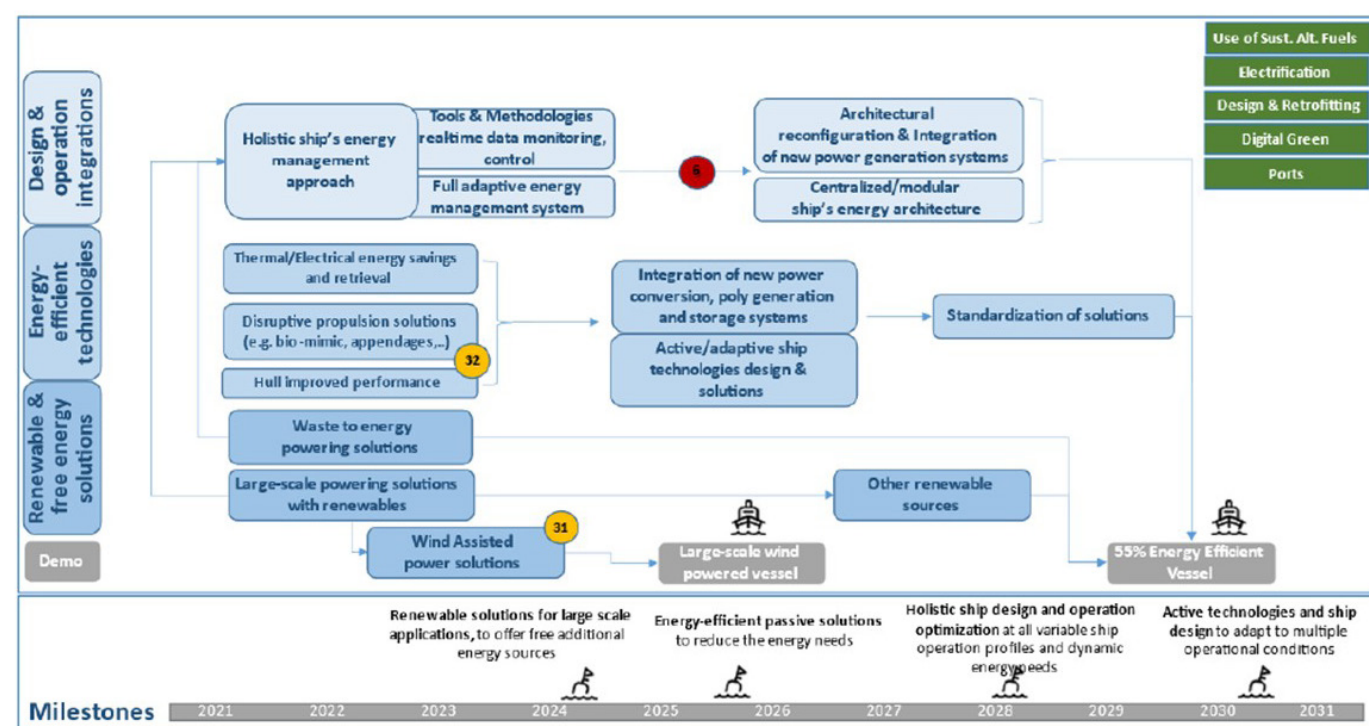 Use of Sust. Alt. Fuels
Electrification
Design & Retrofitting
Digital Green
Ports
Design &
operation
integrations
Holistic ship's energy
management
approach
Tools & Methodologies
realtime data monitoring,
control
Full adaptive energy
management system
6
Architectural
reconfiguration & Integration
of new power generation systems
Centralized/modular
ship's energy architecture
Energy-
efficient
technologies
Thermal/Electrical energy savings
and retrieval
Disruptive propulsion solutions
(e.g. bio-mimic, appendages,..)
32
Hull improved performance
Integration of new power
conversion, poly generation
and storage systems
Active/adaptive ship
technologies design &
solutions
Standardization of solutions
Renewable &
free energy
solutions
Waste to energy
powering solutions
Large-scale powering solutions
with renewables
Other renewable
sources
31
Wind Assisted
power solutions
Demo
Large-scale wind
powered vessel
55% Energy Efficient
Vessel
Renewable solutions for large scale
applications, to offer free additional
energy sources
Energy-efficient passive solutions
to reduce the energy needs
Holistic ship design and operation
optimization at all variable ship
operation profiles and dynamic
energy needs
Active technologies and ship
design to adapt to multiple
operational conditions
Milestones
2021 2022 2023 2024 2025 2026 2027 2028 2029 2030 2031